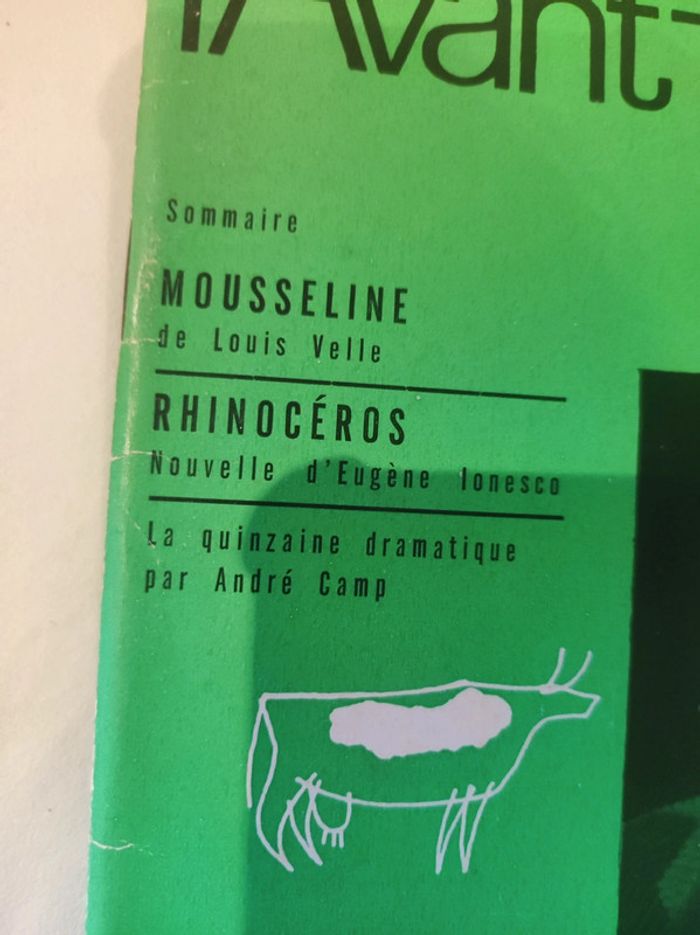 l'Avant-
Sommaire
MOUSSELINE
de Louis Velle
RHINOCÉROS
Nouvelle d'Eugène Ionesco
La quinzaine dramatique
par André Camp